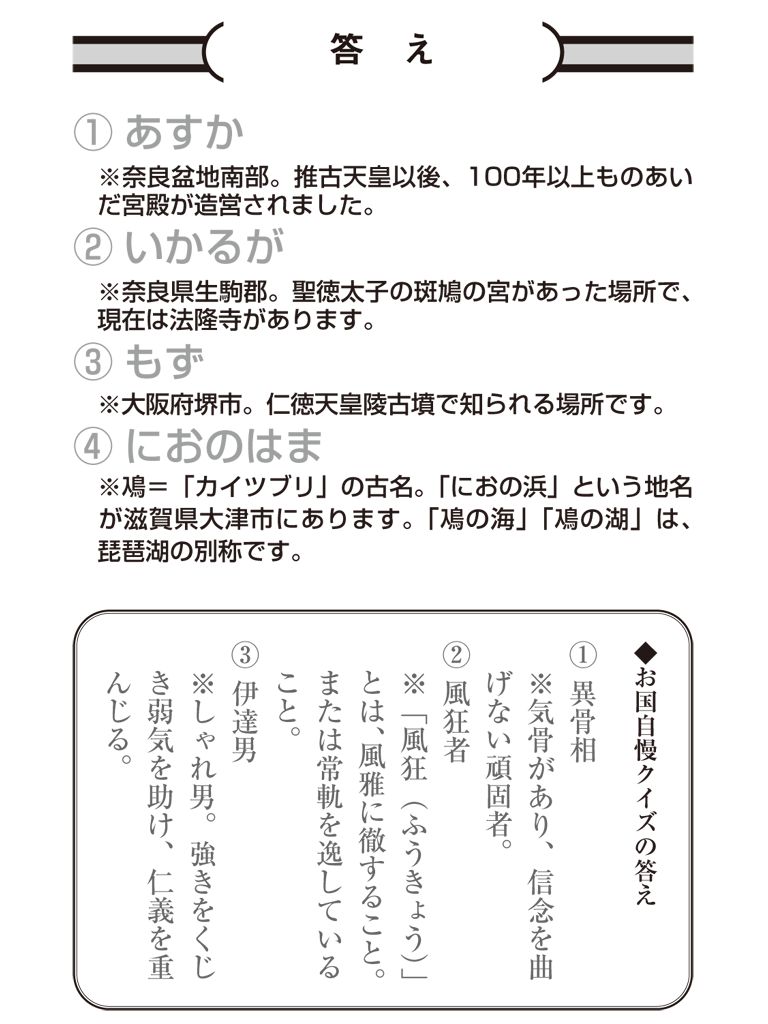 答え
① あすか
※奈良盆地南部。推古天皇以後、100年以上ものあい
だ宮殿が造営されました。
② いかるが
※奈良県生駒郡。聖徳太子の斑鳩の宮があった場所で、
現在は法隆寺があります。
③ もず
※大阪府堺市。仁徳天皇陵古墳で知られる場所です。
④ におのはま
※鳰＝「カイツブリ」の古名。「におの浜」という地名
が滋賀県大津市にあります。「鳰の海」「鳰の湖」は、
琵琶湖の別称です。
◆お国自慢クイズの答え
① 異骨相
※気骨があり、信念を曲
げない頑固者。
② 風狂者
※「風狂（ふうきょう）」
とは、風雅に徹すること。
または常軌を逸している
こと。
③ 伊達男
※しゃれ男。強きをくじ
き弱気を助け、仁義を重
んじる。